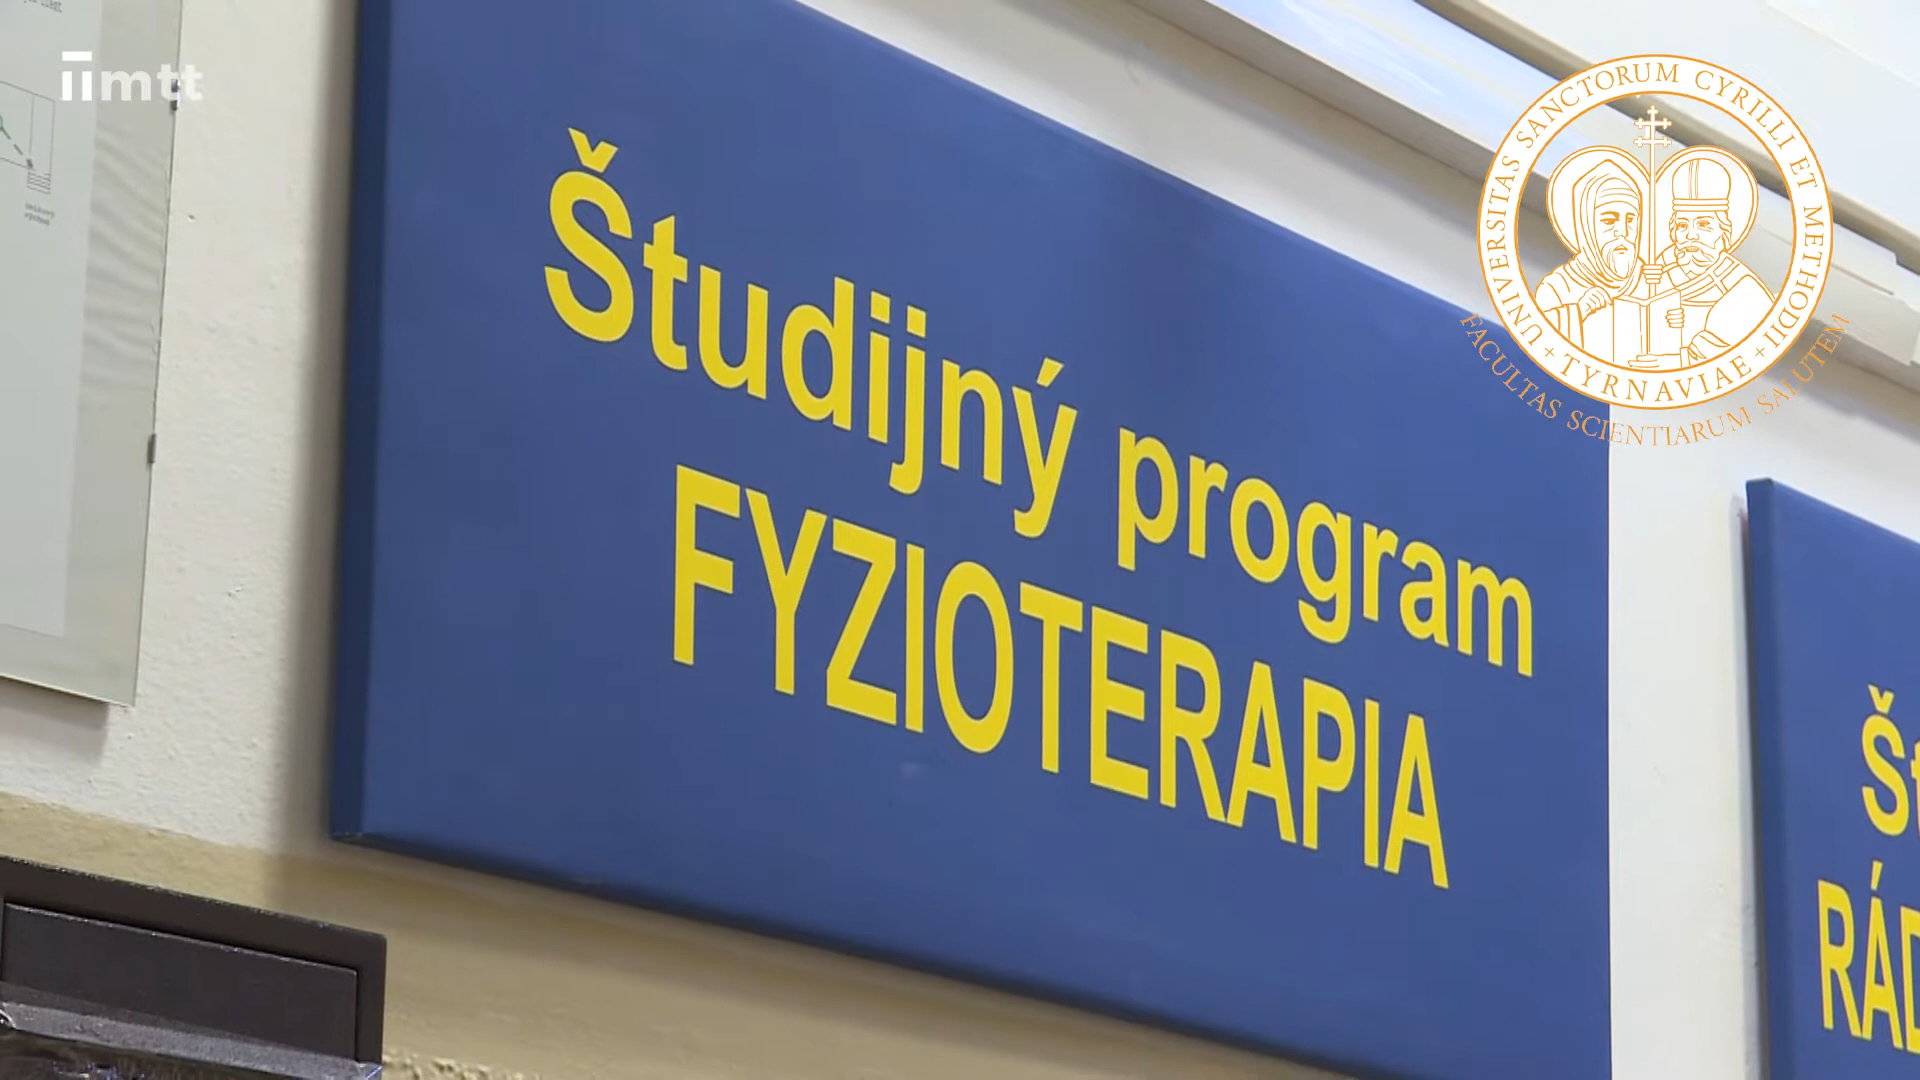 iimtt
Študijný program
FYZIOTERAPIA
UNIVERSITAS SANCTORUM CYRILLI ET METHODII
+ TYRNAVIAE +
FACULTAS SCIENTIARUM SALUTEM
Št
RÁD